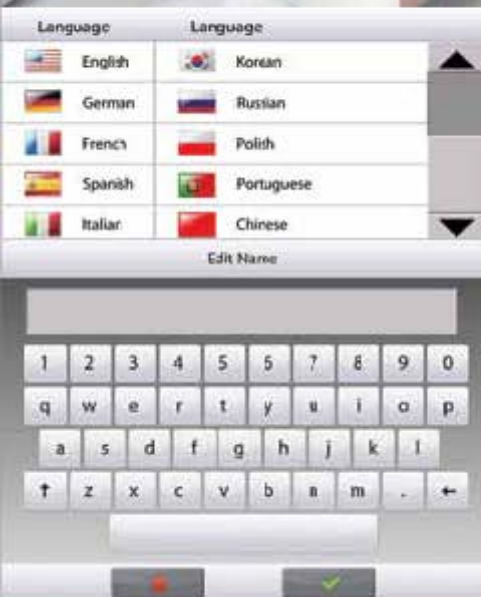 Language Language
English Korean
German Russian
French Polish
Spanish Portuguese
Italian Chinese
Edit Name
1 2 3 4 5 6 7 8 9 0
q w e r t y u i o p
a s d f g h j k l
↑ z x c v b n m . ←